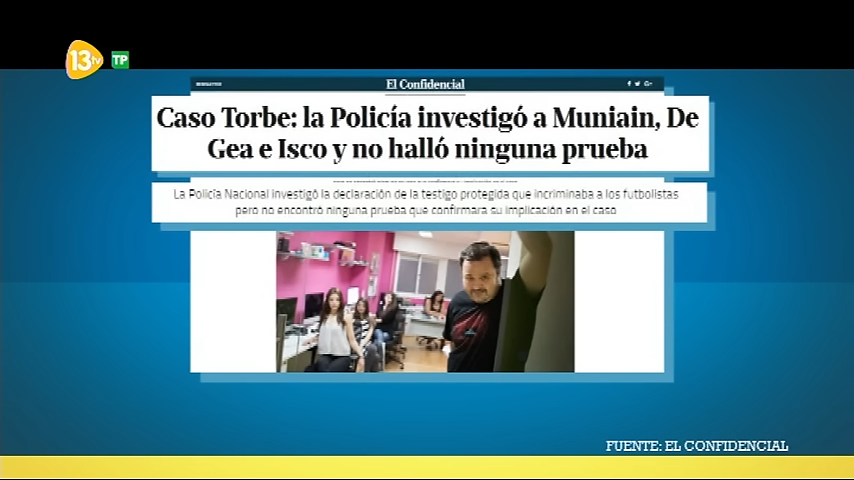 13tv
TP
NEWSLETTER
El Confidencial
Caso Torbe: la Policía investigó a Muniain, De
Gea e Isco y no halló ninguna prueba
La Policía Nacional investigó la declaración de la testigo protegida que incriminaba a los futbolistas
pero no encontró ninguna prueba que confirmara su implicación en el caso
FUENTE: EL CONFIDENCIAL